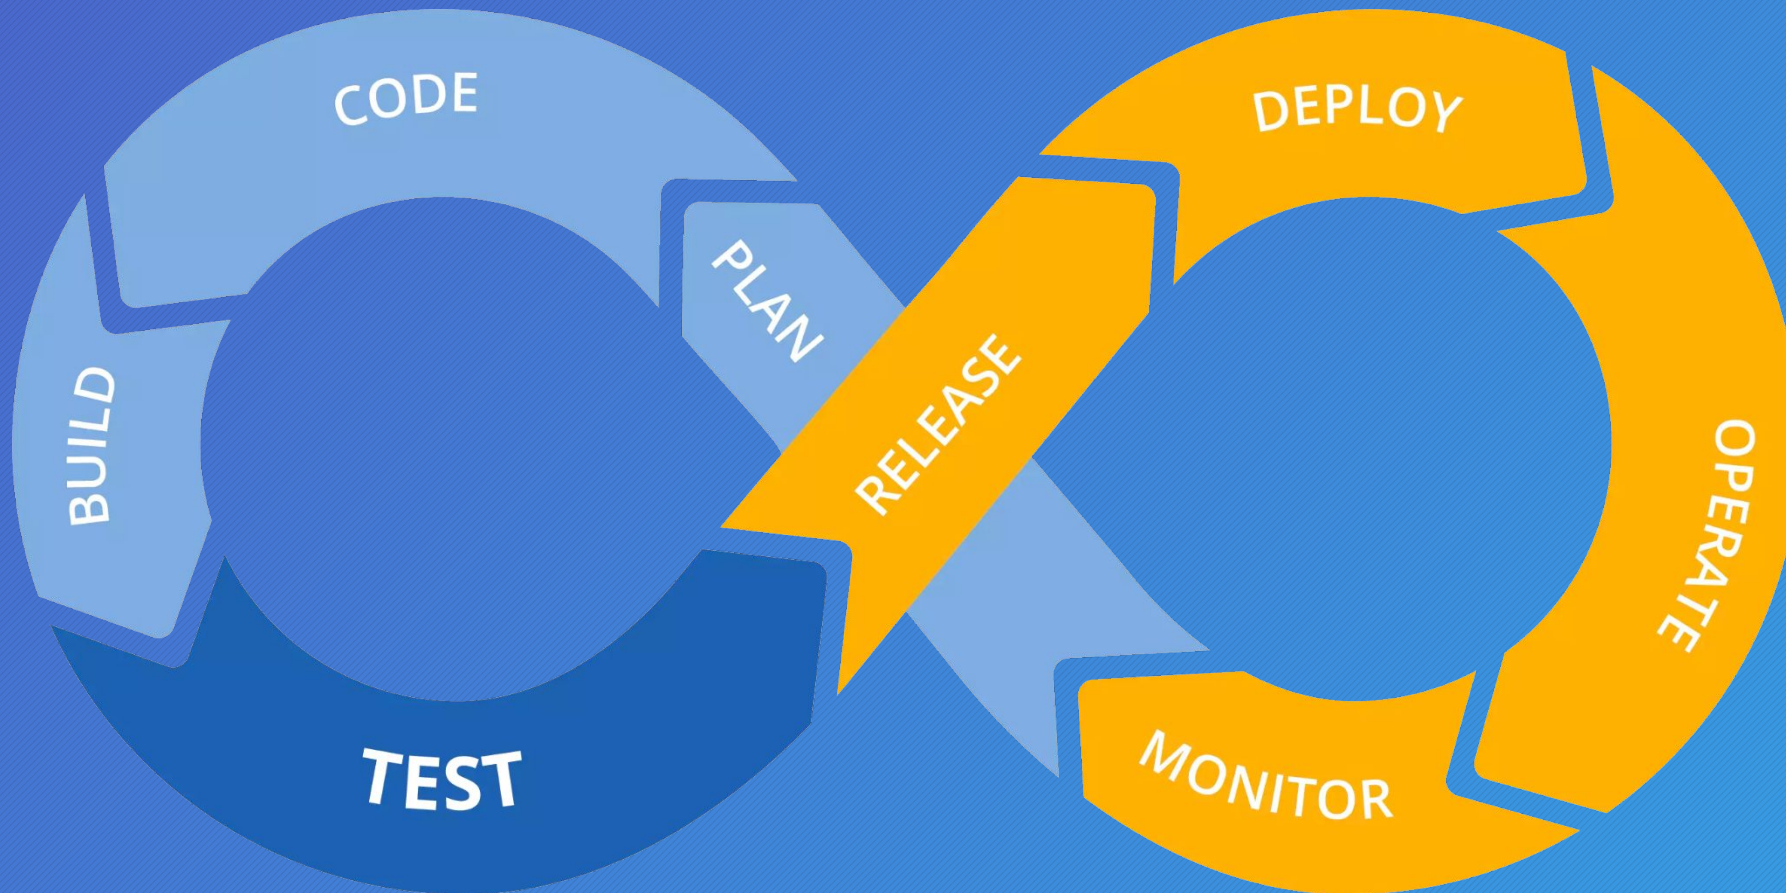 CODE
DEPLOY
PLAN
BUILD
RELEASE
OPERATE
TEST
MONITOR